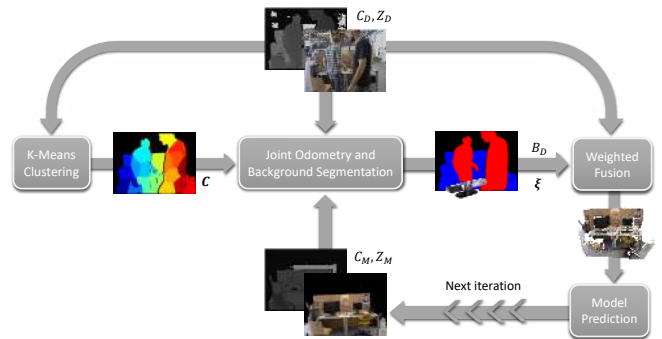 C_D, Z_D
K-Means
Clustering
C
Joint Odometry and
Background Segmentation
B_D
ξ
Weighted
Fusion
C_M, Z_M
Next iteration
Model
Prediction